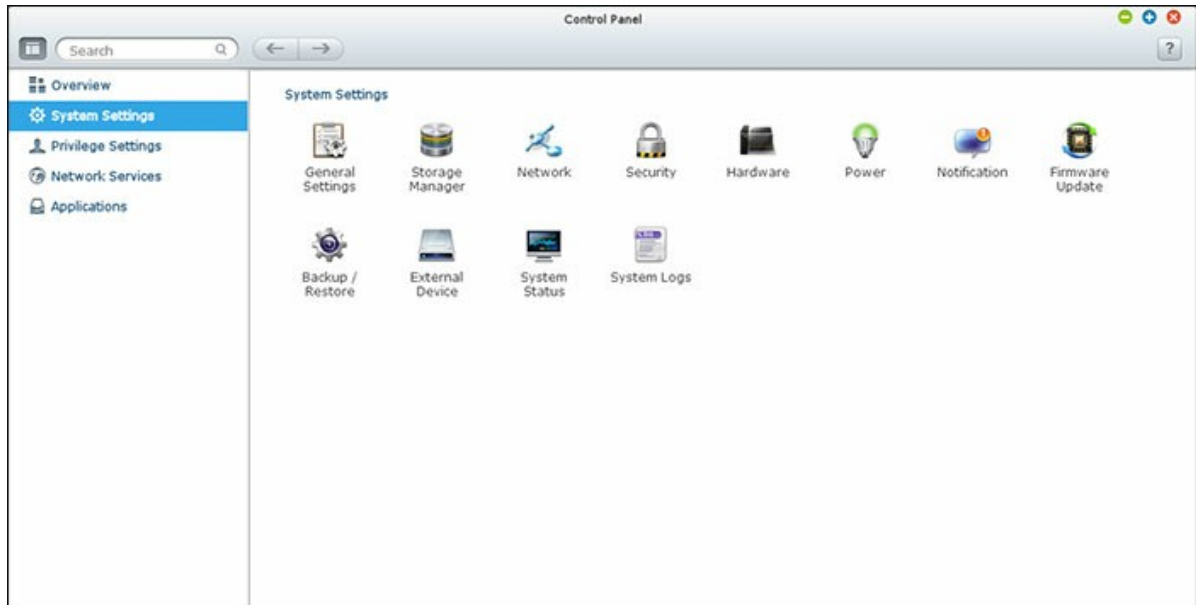 Control Panel
Search
?
Overview
System Settings
Privilege Settings
Network Services
Applications
System Settings
General
Settings
Storage
Manager
Network
Security
Hardware
Power
Notification
Firmware
Update
Backup /
Restore
External
Device
System
Status
System Logs